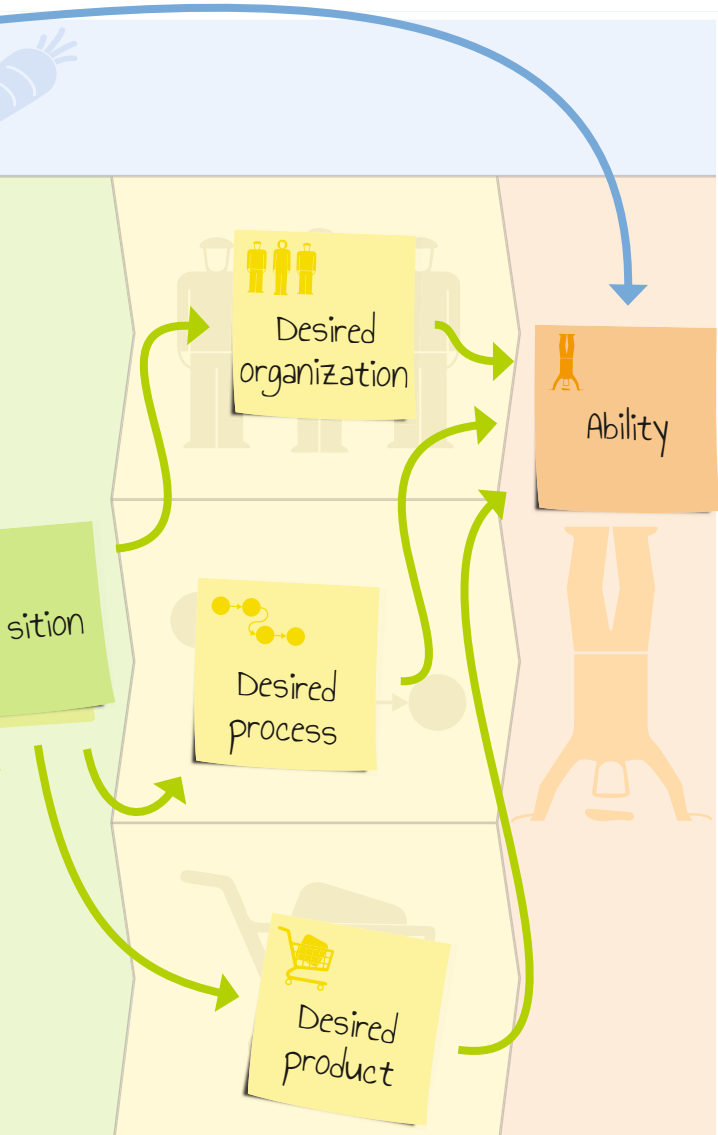 Desired
organization
Ability
sition
Desired
process
Desired
product